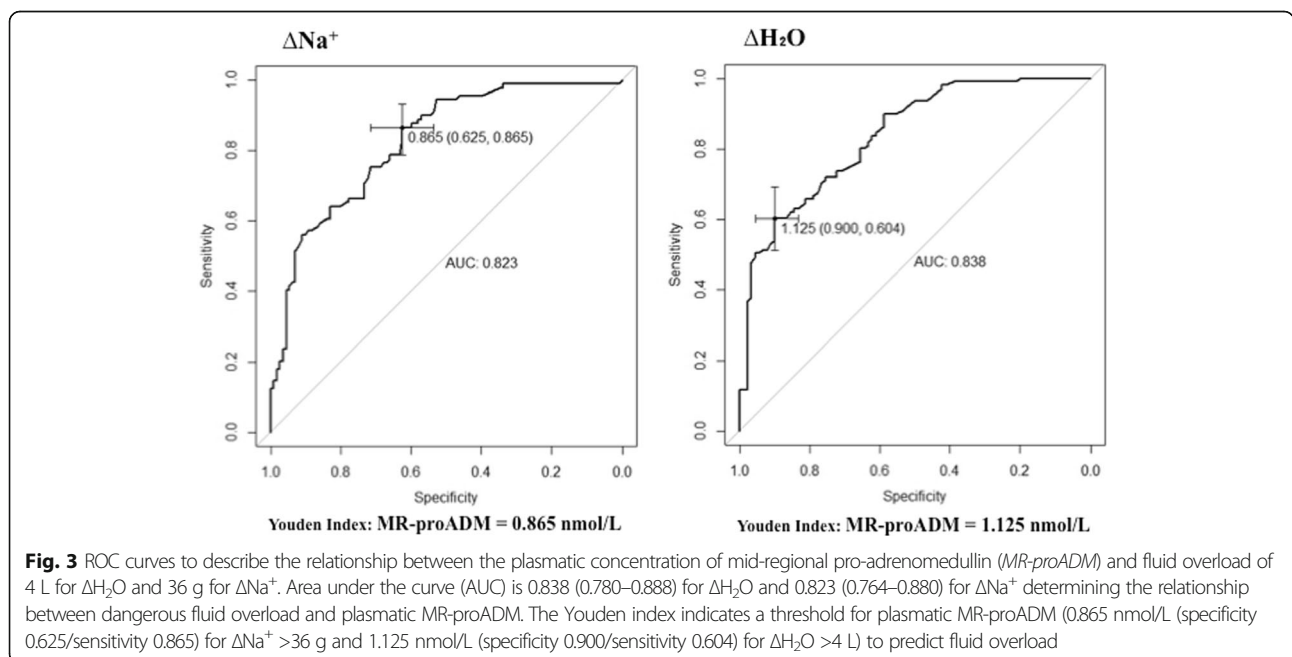 ΔNa⁺
1.0
0.8
0.6
0.4
0.2
0.0
Sensitivity
0.865 (0.625, 0.865)
AUC: 0.823
1.0 0.8 0.6 0.4 0.2 0.0
Specificity
Youden Index: MR-proADM = 0.865 nmol/L
ΔH₂O
1.0
0.8
0.6
0.4
0.2
0.0
Sensitivity
1.125 (0.900, 0.604)
AUC: 0.838
1.0 0.8 0.6 0.4 0.2 0.0
Specificity
Youden Index: MR-proADM = 1.125 nmol/L
Fig. 3 ROC curves to describe the relationship between the plasmatic concentration of mid-regional pro-adrenomedullin (MR-proADM) and fluid overload of
4 L for ΔH₂O and 36 g for ΔNa⁺. Area under the curve (AUC) is 0.838 (0.780–0.888) for ΔH₂O and 0.823 (0.764–0.880) for ΔNa⁺ determining the relationship
between dangerous fluid overload and plasmatic MR-proADM. The Youden index indicates a threshold for plasmatic MR-proADM (0.865 nmol/L (specificity
0.625/sensitivity 0.865) for ΔNa⁺ >36 g and 1.125 nmol/L (specificity 0.900/sensitivity 0.604) for ΔH₂O >4 L) to predict fluid overload